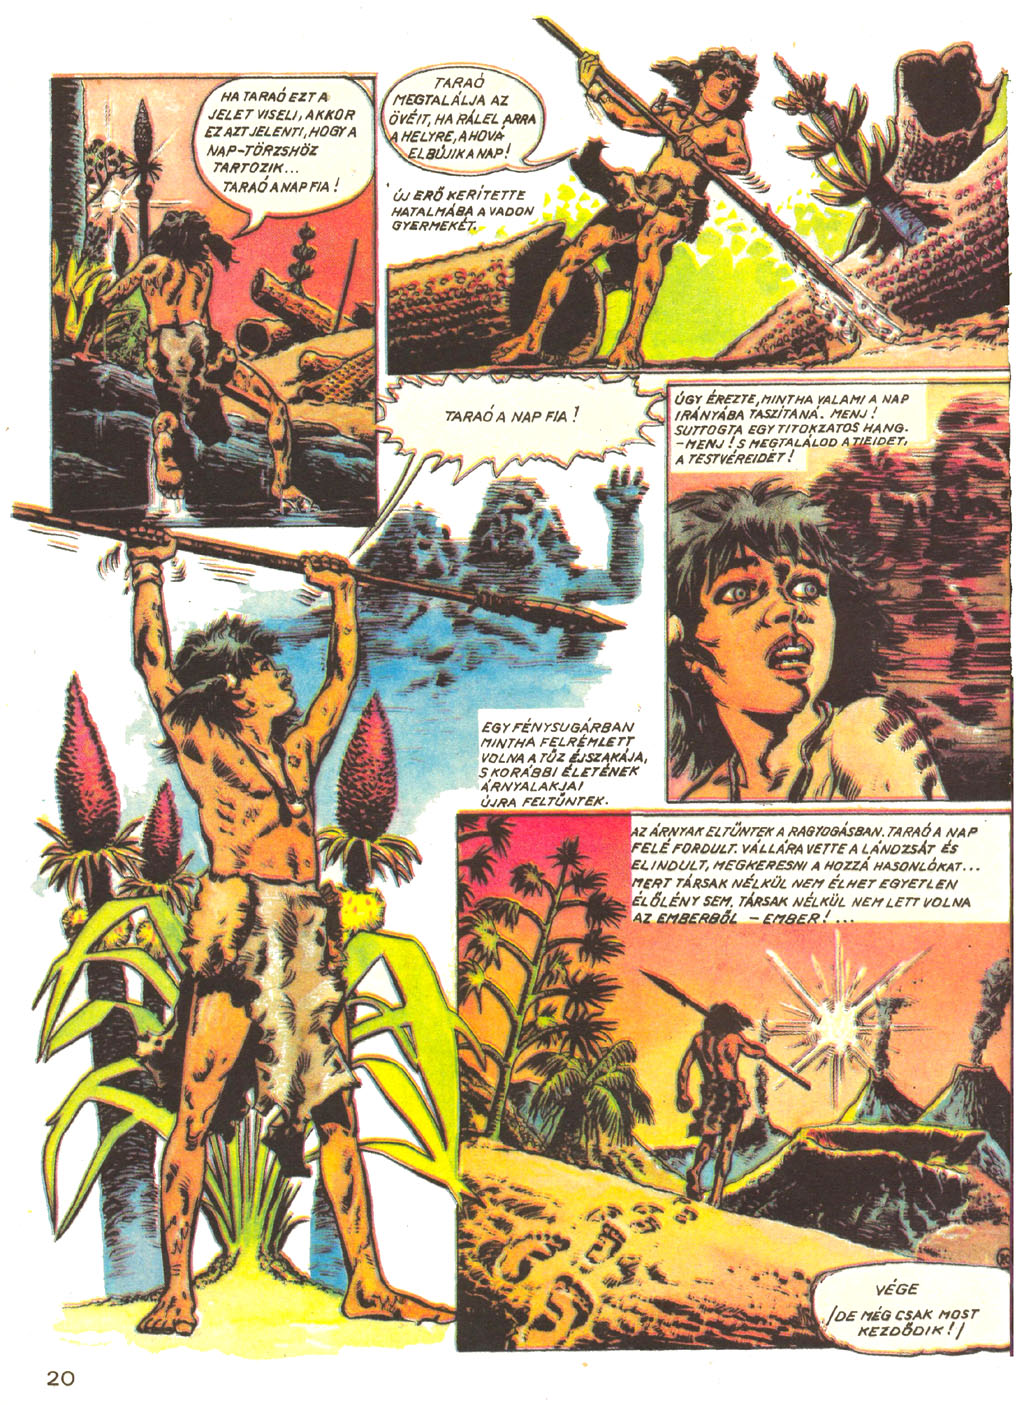 HA TARAÓ EZT A
JELET VISELI, AKKOR
EZ AZT JELENTI, HOGY A
NAP-TÖRZSHÖZ
TARTOZIK...
TARAÓ A NAP FIA!
TARAÓ
MEGTALÁLJA AZ
ÖVÉIT, HA RÁLEL ARRA
A HELYRE, AHOVÁ
ELBÚJIK A NAP!
ÚJ ERŐ KERÍTETTE
HATALMÁBA A VADON
GYERMEKÉT.
TARAÓ A NAP FIA!
ÚGY ÉREZTE, MINTHA VALAMI A NAP
IRÁNYÁBA TASZÍTANÁ. MENJ!
SUTTOGTA EGY TITOKZATOS HANG.
-MENJ! S MEGTALÁLOD A TIEIDET,
A TESTVÉREIDET!
EGY FÉNYSUGÁRBAN
MINTHA FELRÉMLETT
VOLNA A TŰZ ÉJSZAKÁJA,
S KORÁBBI ÉLETÉNEK
ÁRNYALAKJAI
ÚJRA FELTŰNTEK.
AZ ÁRNYAK ELTŰNTEK A RAGYOGÁSBAN. TARAÓ A NAP
FELÉ FORDULT. VÁLLÁRA VETTE A LÁNDZSÁT ÉS
ELINDULT, MEGKERESNI A HOZZÁ HASONLÓKAT...
MERT TÁRSAK NÉLKÜL NEM ÉLHET EGYETLEN
ÉLŐLÉNY SEM, TÁRSAK NÉLKÜL NEM LETT VOLNA
AZ EMBERBŐL - EMBER!...
VÉGE
/DE MÉG CSAK MOST
KEZDŐDIK!/
20